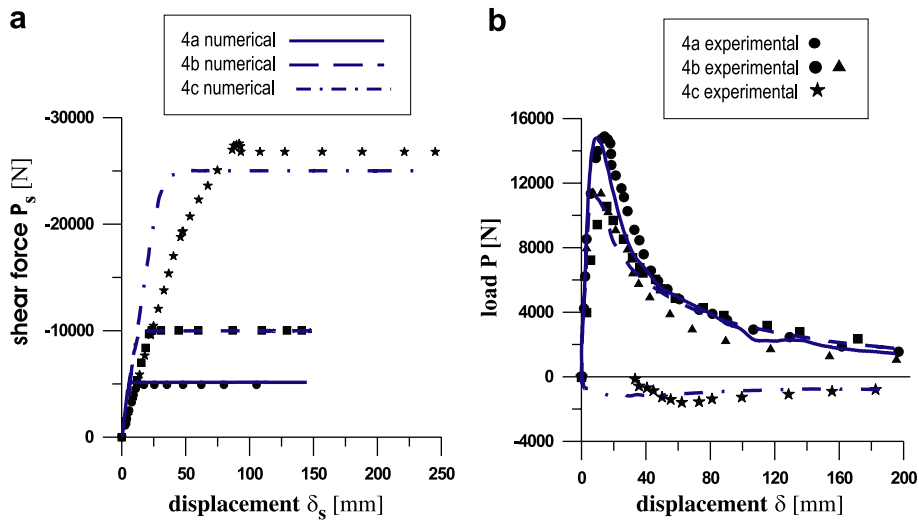 a
4a numerical
4b numerical
4c numerical
-30000
-20000
-10000
0
shear force Ps [N]
0 50 100 150 200 250
displacement δs [mm]
b
4a experimental
4b experimental
4c experimental
16000
12000
8000
4000
0
-4000
load P [N]
0 40 80 120 160 200
displacement δ [mm]